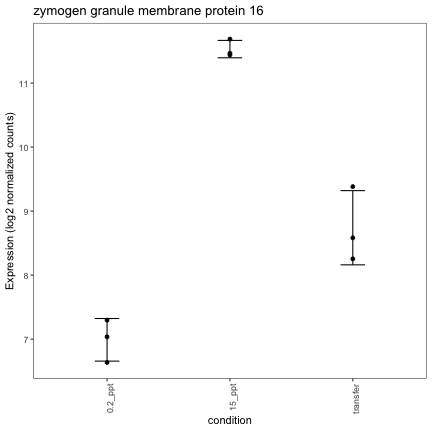 zymogen granule membrane protein 16
Expression (log2 normalized counts)
11
10
9
8
7
0.2_ppt
15_ppt
transfer
condition